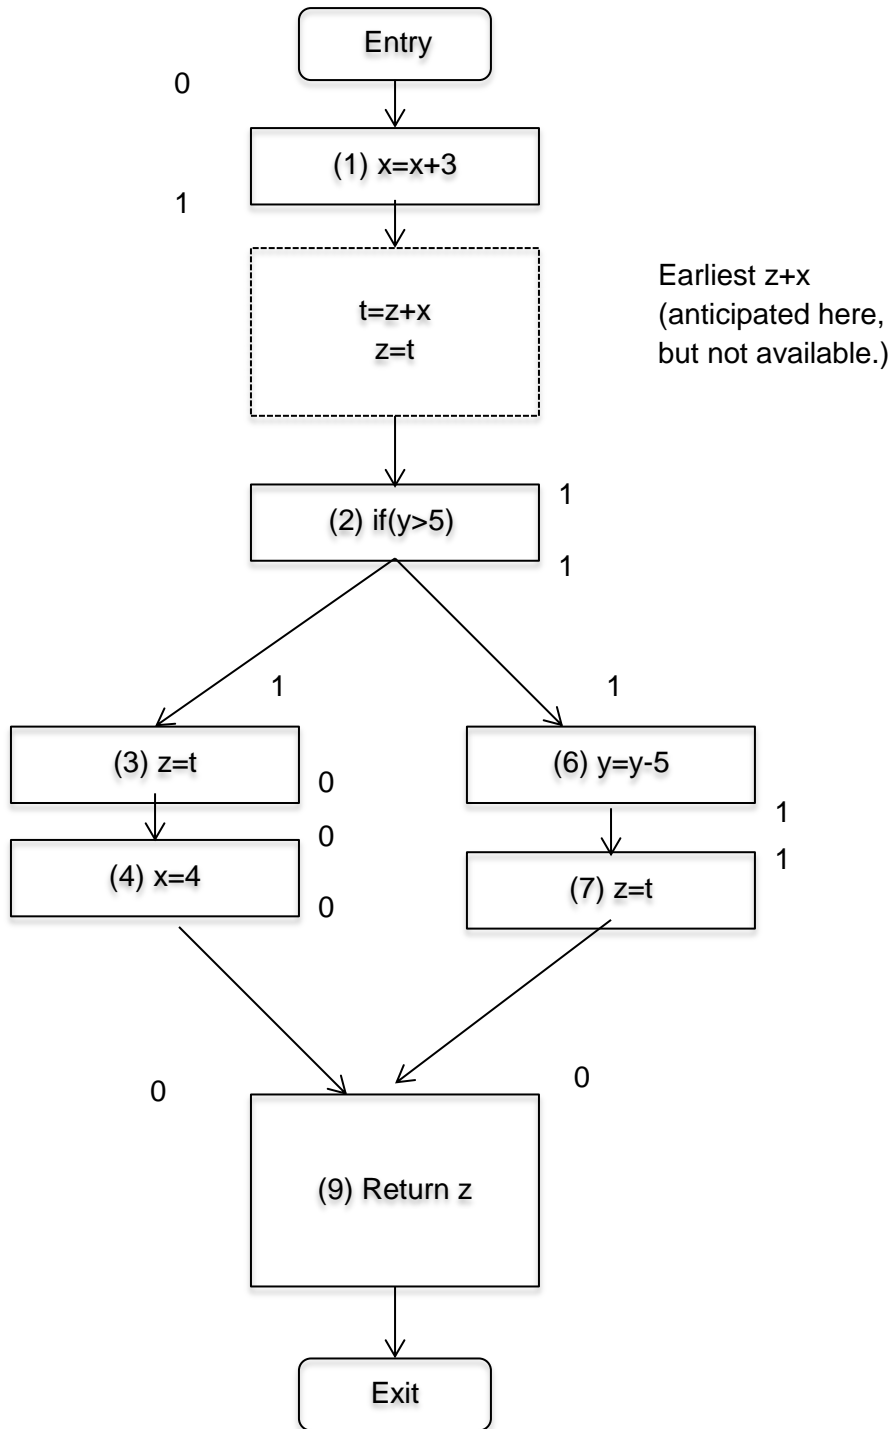 Entry
0
(1) x=x+3
1
t=z+x
z=t
Earliest z+x
(anticipated here,
but not available.)
(2) if(y>5)
1
1
1
1
(3) z=t
0
(6) y=y-5
1
0
(4) x=4
0
1
(7) z=t
0
0
(9) Return z
Exit